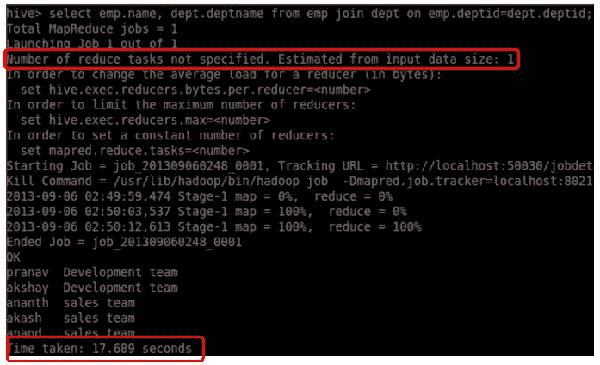 hive> select emp.name, dept.deptname from emp join dept on emp.deptid=dept.deptid;
Total MapReduce jobs = 1
Launching Job 1 out of 1
Number of reduce tasks not specified. Estimated from input data size: 1
In order to change the average load for a reducer (in bytes):
set hive.exec.reducers.bytes.per.reducer=<number>
In order to limit the maximum number of reducers:
set hive.exec.reducers.max=<number>
In order to set a constant number of reducers:
set mapred.reduce.tasks=<number>
Starting Job = job_201309060248_0001, Tracking URL = http://localhost:50030/jobdet
Kill Command = /usr/lib/hadoop/bin/hadoop job -Dmapred.job.tracker=localhost:8021
2013-09-06 02:49:59,474 Stage-1 map = 0%, reduce = 0%
2013-09-06 02:50:03,537 Stage-1 map = 100%, reduce = 0%
2013-09-06 02:50:12,613 Stage-1 map = 100%, reduce = 100%
Ended Job = job_201309060248_0001
OK
pranav Development team
akshay Development team
ananth sales team
akash sales team
anand sales team
Time taken: 17.689 seconds